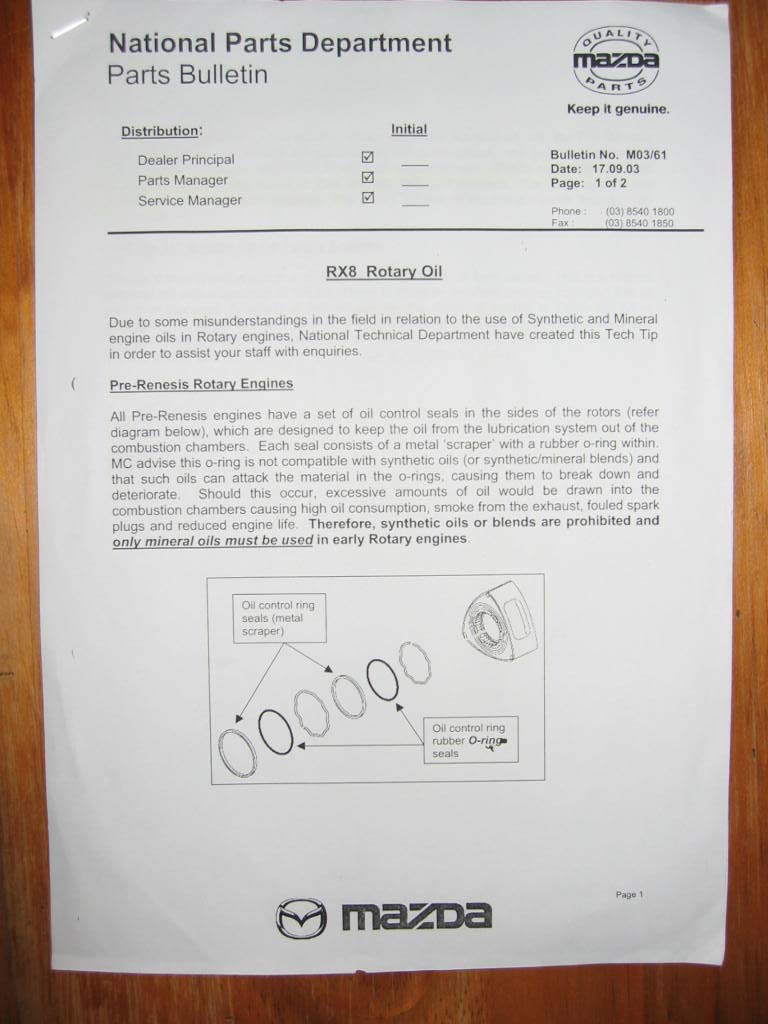 National Parts Department
Parts Bulletin
QUALITY
mazda
PARTS
Keep it genuine.
Distribution:
Initial
Dealer Principal
Parts Manager
Service Manager
Bulletin No. M03/61
Date: 17.09.03
Page: 1 of 2
Phone : (03) 8540 1800
Fax : (03) 8540 1850
RX8 Rotary Oil
Due to some misunderstandings in the field in relation to the use of Synthetic and Mineral
engine oils in Rotary engines, National Technical Department have created this Tech Tip
in order to assist your staff with enquiries.
Pre-Renesis Rotary Engines
All Pre-Renesis engines have a set of oil control seals in the sides of the rotors (refer
diagram below), which are designed to keep the oil from the lubrication system out of the
combustion chambers. Each seal consists of a metal 'scraper' with a rubber o-ring within.
MC advise this o-ring is not compatible with synthetic oils (or synthetic/mineral blends) and
that such oils can attack the material in the o-rings, causing them to break down and
deteriorate. Should this occur, excessive amounts of oil would be drawn into the
combustion chambers causing high oil consumption, smoke from the exhaust, fouled spark
plugs and reduced engine life. Therefore, synthetic oils or blends are prohibited and
only mineral oils must be used in early Rotary engines.
Oil control ring
seals (metal
scraper)
Oil control ring
rubber O-ring
seals
Page 1
mazda